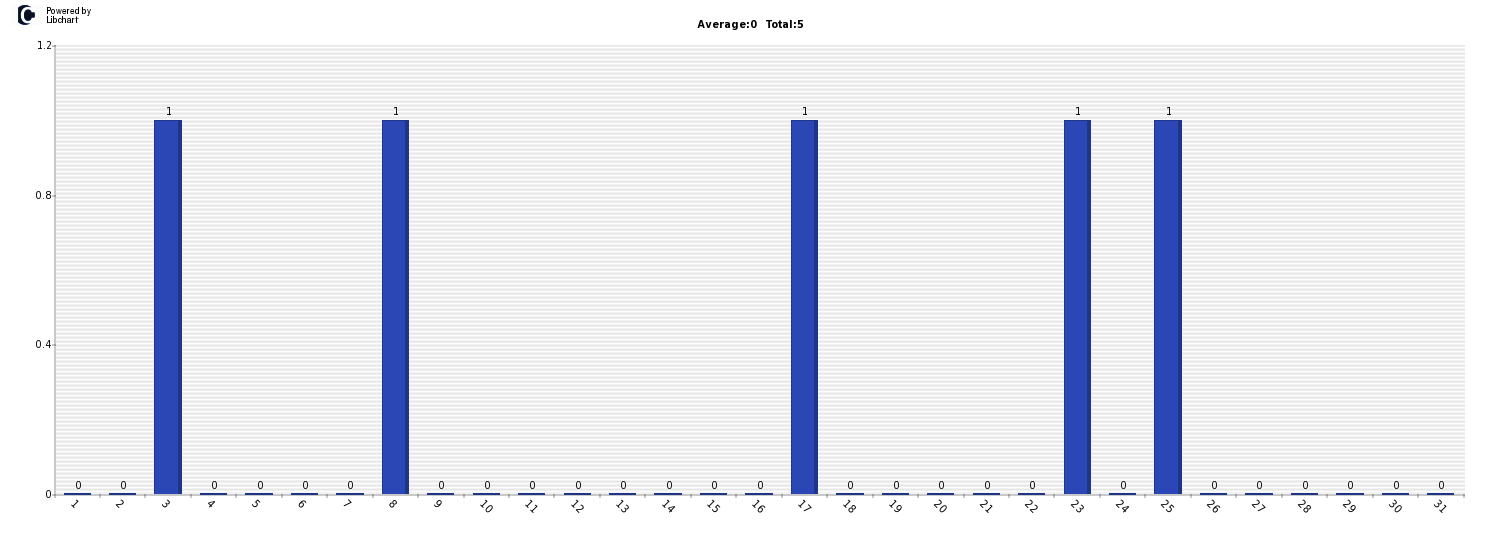 Powered by
Libchart
Average:0 Total:5
1.2
1 1 1 1 1
0.8
0.4
0 0 0 0 0 0 0 0 0 0 0 0 0 0 0 0 0 0 0 0 0 0 0 0 0 0
0
1 2 3 4 5 6 7 8 9 10 11 12 13 14 15 16 17 18 19 20 21 22 23 24 25 26 27 28 29 30 31